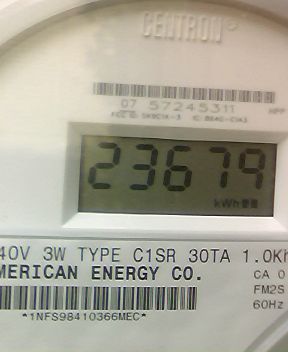 CENTRON
07 57245311
23679
kWh
40V 3W TYPE C1SR 30TA 1.0Kh
MERICAN ENERGY CO.
CA 0
FM2S
60Hz
*1NFS98410366MEC*